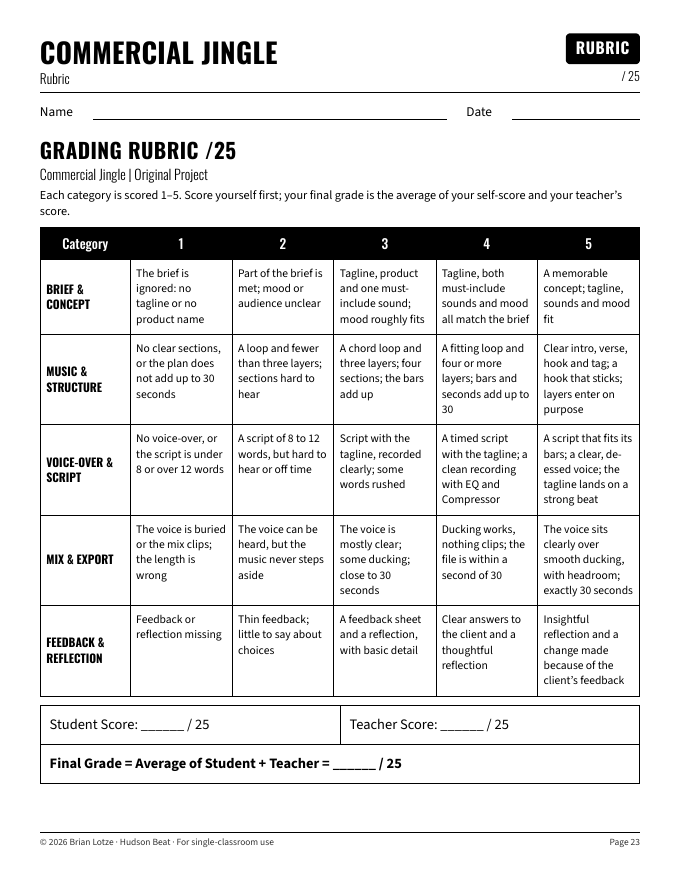 COMMERCIAL JINGLE
RUBRIC
Rubric
/ 25
Name
Date
GRADING RUBRIC /25
Commercial Jingle | Original Project
Each category is scored 1–5. Score yourself first; your final grade is the average of your self-score and your teacher's
score.
Category 1 2 3 4 5
BRIEF &
CONCEPT
The brief is
ignored: no
tagline or no
product name
Part of the brief is
met; mood or
audience unclear
Tagline, product
and one must-
include sound;
mood roughly fits
Tagline, both
must-include
sounds and mood
all match the brief
A memorable
concept; tagline,
sounds and mood
fit
MUSIC &
STRUCTURE
No clear sections,
or the plan does
not add up to 30
seconds
A loop and fewer
than three layers;
sections hard to
hear
A chord loop and
three layers; four
sections; the bars
add up
A fitting loop and
four or more
layers; bars and
seconds add up to
30
Clear intro, verse,
hook and tag; a
hook that sticks;
layers enter on
purpose
VOICE-OVER &
SCRIPT
No voice-over, or
the script is under
8 or over 12 words
A script of 8 to 12
words, but hard to
hear or off time
Script with the
tagline, recorded
clearly; some
words rushed
A timed script
with the tagline; a
clean recording
with EQ and
Compressor
A script that fits its
bars; a clear, de-
essed voice; the
tagline lands on a
strong beat
MIX & EXPORT
The voice is buried
or the mix clips;
the length is
wrong
The voice can be
heard, but the
music never steps
aside
The voice is
mostly clear;
some ducking;
close to 30
seconds
Ducking works,
nothing clips; the
file is within a
second of 30
The voice sits
clearly over
smooth ducking,
with headroom;
exactly 30 seconds
FEEDBACK &
REFLECTION
Feedback or
reflection missing
Thin feedback;
little to say about
choices
A feedback sheet
and a reflection,
with basic detail
Clear answers to
the client and a
thoughtful
reflection
Insightful
reflection and a
change made
because of the
client's feedback
Student Score: ______ / 25
Teacher Score: ______ / 25
Final Grade = Average of Student + Teacher = ______ / 25
© 2026 Brian Lotze · Hudson Beat · For single-classroom use
Page 23